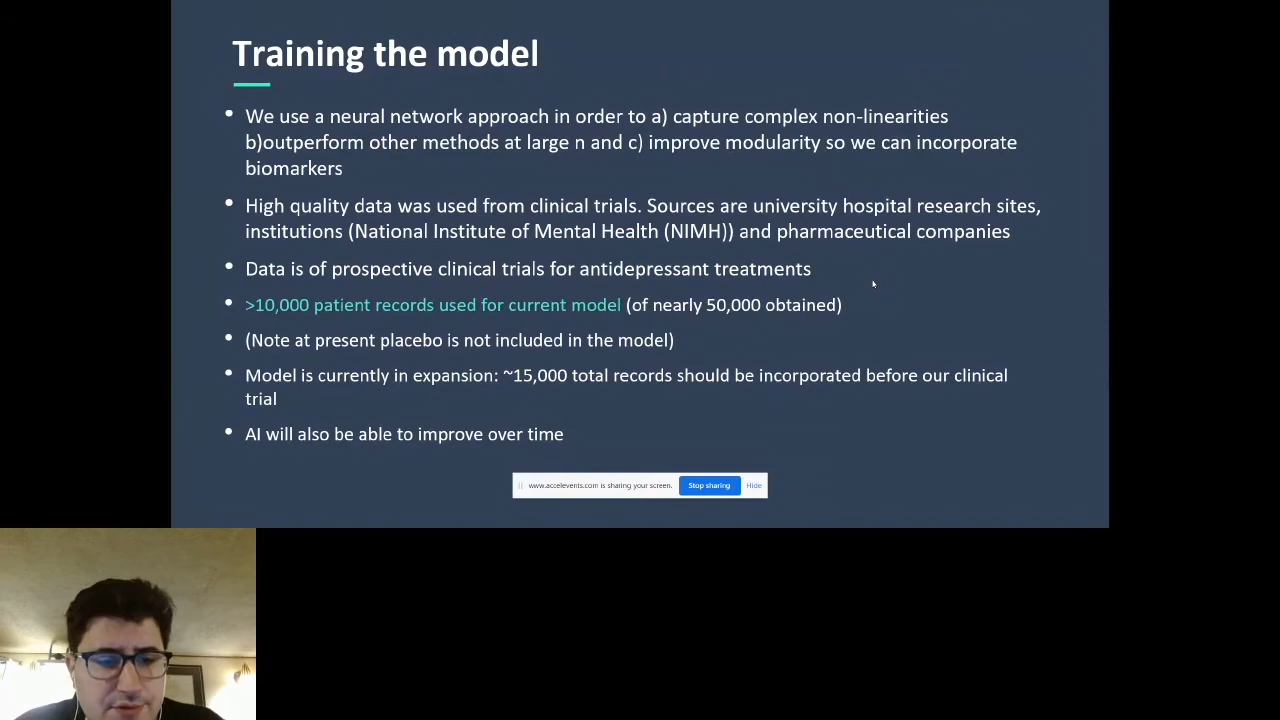 Training the model
• We use a neural network approach in order to a) capture complex non-linearities
b)outperform other methods at large n and c) improve modularity so we can incorporate
biomarkers
• High quality data was used from clinical trials. Sources are university hospital research sites,
institutions (National Institute of Mental Health (NIMH)) and pharmaceutical companies
• Data is of prospective clinical trials for antidepressant treatments
• >10,000 patient records used for current model (of nearly 50,000 obtained)
• (Note at present placebo is not included in the model)
• Model is currently in expansion: ~15,000 total records should be incorporated before our clinical
trial
• AI will also be able to improve over time
www.accelevents.com is sharing your screen. Stop sharing Hide